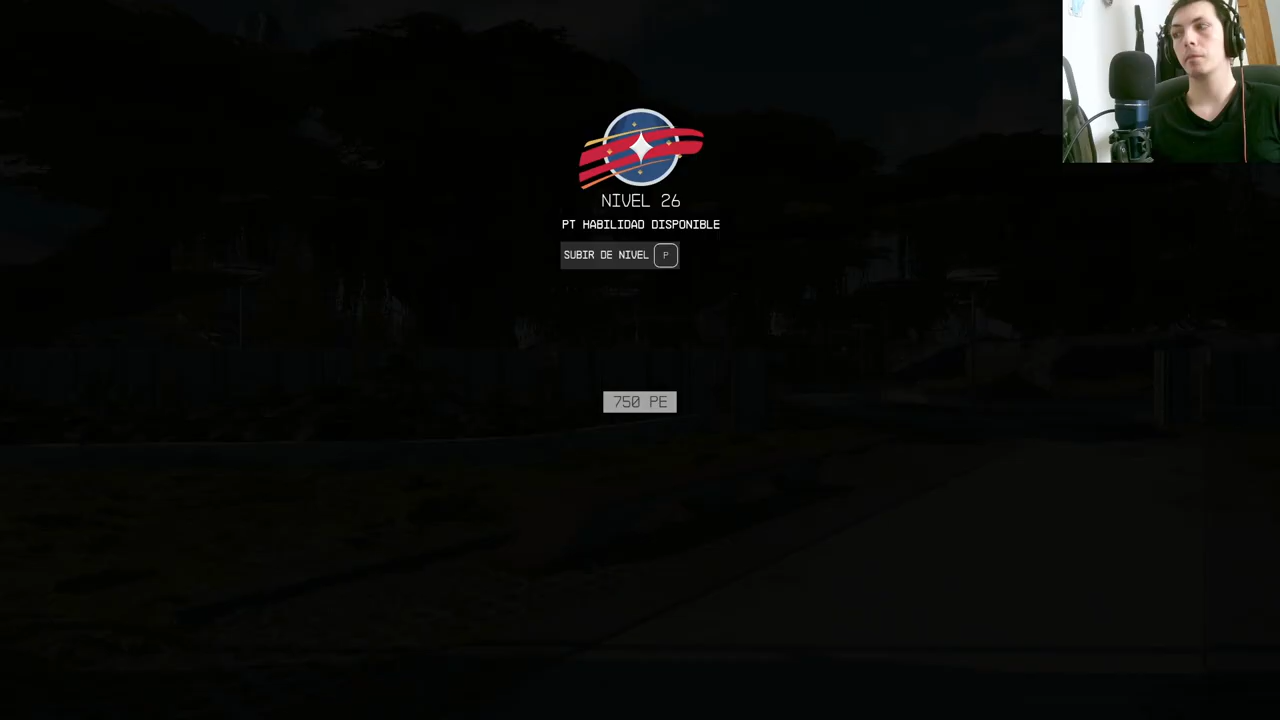 NIVEL 26
PT HABILIDAD DISPONIBLE
SUBIR DE NIVEL P
750 PE